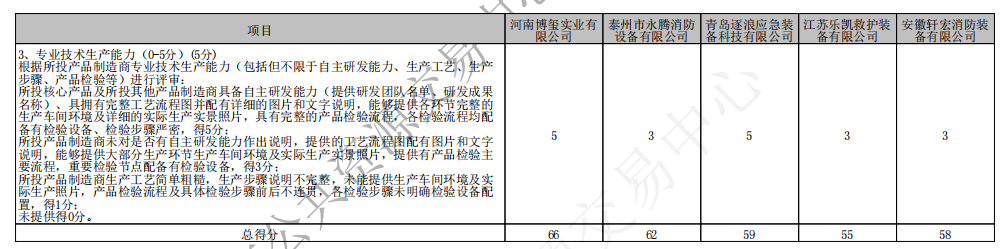 项目
河南博玺实业有
限公司
泰州市永腾消防
设备有限公司
青岛逐浪应急装
备科技有限公司
江苏乐凯救护装
备有限公司
安徽轩宏消防装
备有限公司
3、专业技术生产能力（0-5分）(5分)
根据所投产品制造商专业技术生产能力（包括但不限于自主研发能力、生产工艺、生产
步骤、产品检验等）进行评审：
所投核心产品及所投其他产品制造商具备自主研发能力（提供研发团队名单、研发成果
名称）、具拥有完整工艺流程图并配有详细的图片和文字说明，能够提供各环节完整的
生产车间环境及详细的实际生产实景照片，具有完整的产品检验流程，各检验流程均配
备有检验设备、检验步骤严密，得5分；
所投产品制造商未对是否有自主研发能力作出说明，提供的工艺流程图配有图片和文字
说明，能够提供大部分生产环节生产车间环境及实际生产实景照片，提供有产品检验主
要流程，重要检验节点配备有检验设备，得3分；
所投产品制造商生产工艺简单粗糙，生产步骤说明不完整，未能提供生产车间环境及实
际生产照片，产品检验流程及具体检验步骤前后不连贯，各检验步骤未明确检验设备配
置，得1分；
未提供得0分。
5
3
5
3
3
总得分
66
62
59
55
58
公共资源交易中心
交易中心